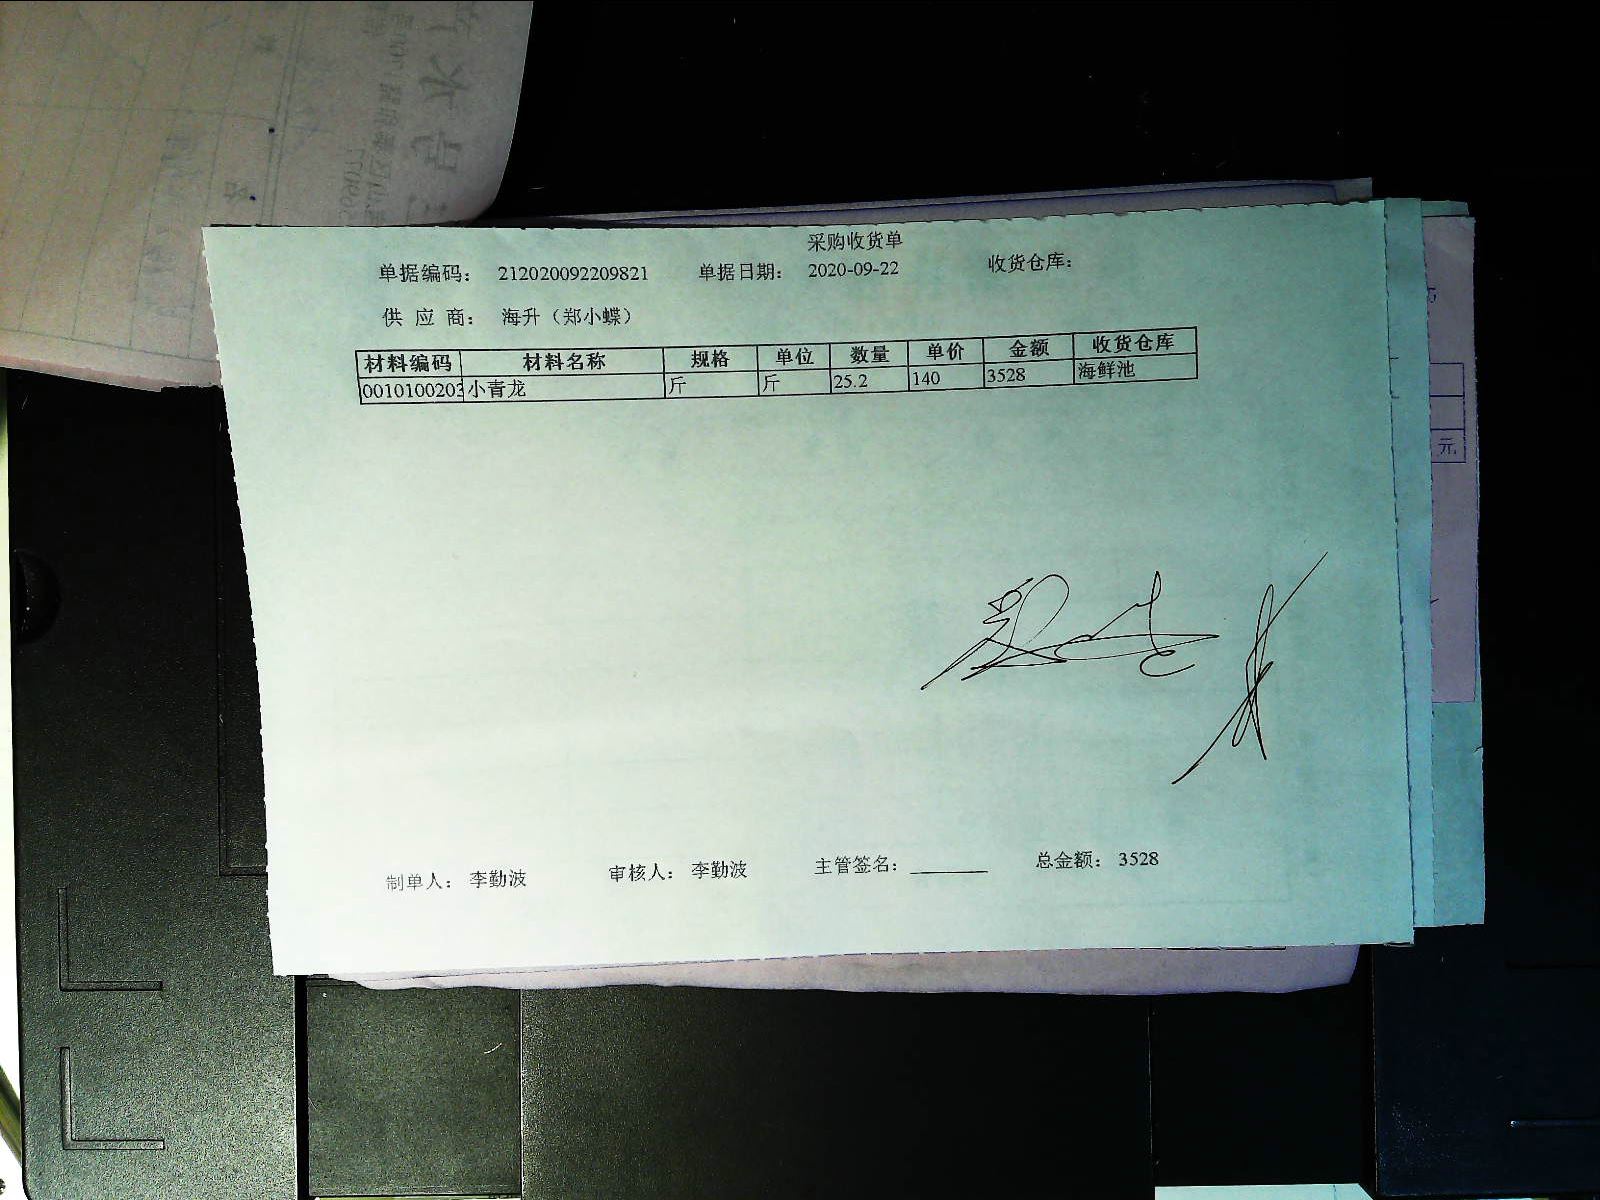 采购收货单
单据编码： 212020092209821 单据日期： 2020-09-22 收货仓库：
供 应 商： 海升（郑小蝶）
材料编码 材料名称 规格 单位 数量 单价 金额 收货仓库
0010100203 小青龙 斤 斤 25.2 140 3528 海鲜池
制单人： 李勤波 审核人： 李勤波 主管签名： 总金额： 3528
元